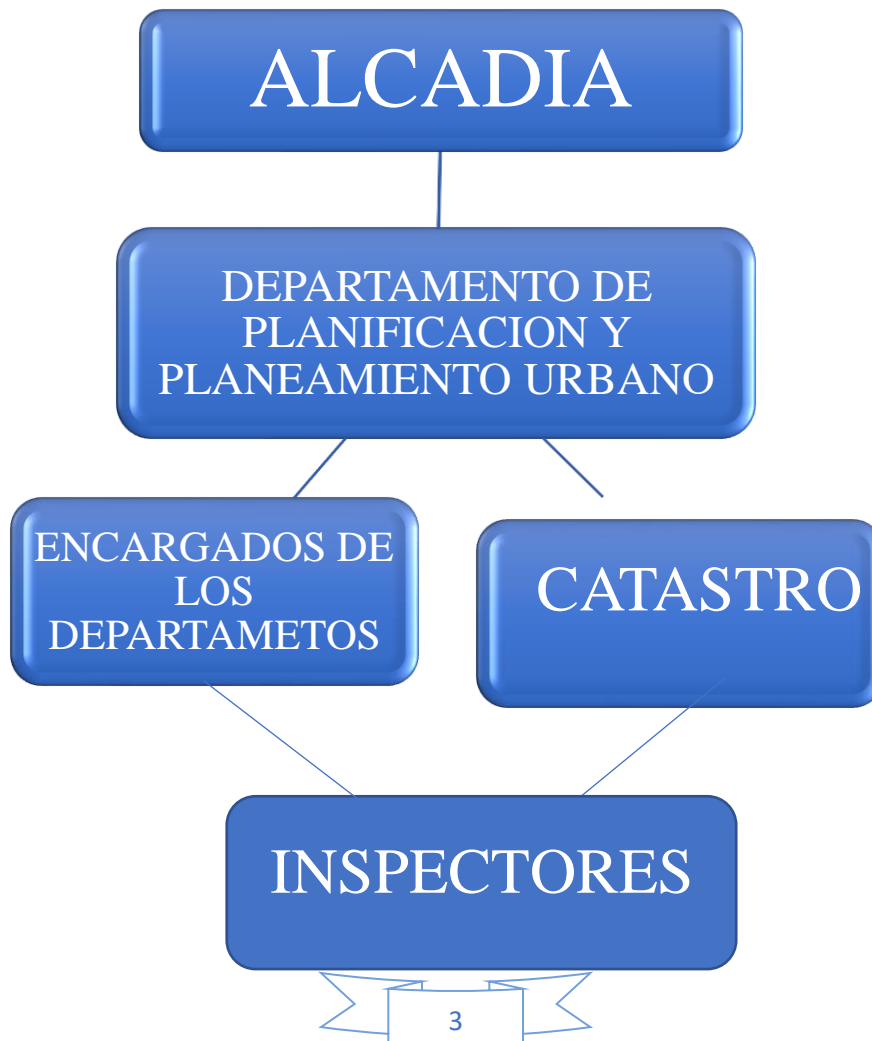 ALCADIA
DEPARTAMENTO DE
PLANIFICACION Y
PLANEAMIENTO URBANO
ENCARGADOS DE
LOS
DEPARTAMETOS
CATASTRO
INSPECTORES
3